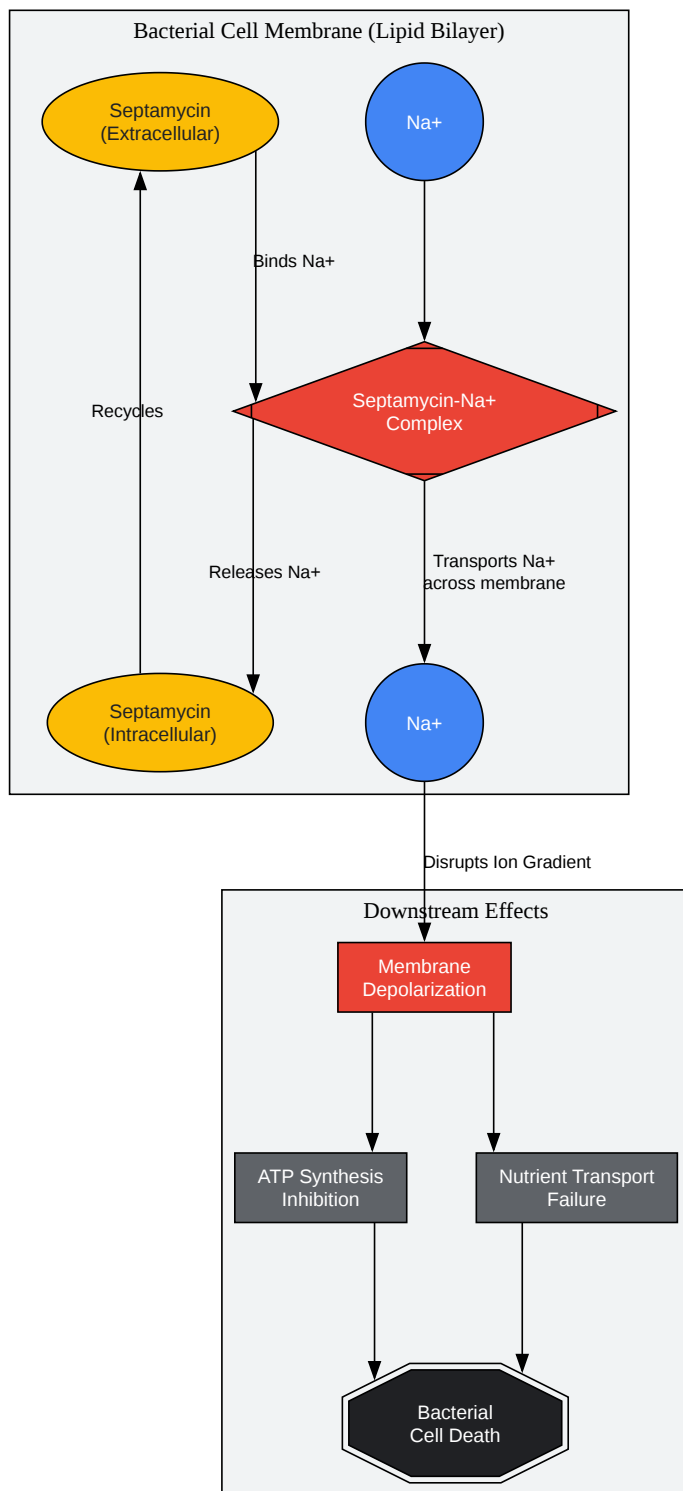 Bacterial Cell Membrane (Lipid Bilayer)
Septamycin
(Extracellular)
Na+
Binds Na+
Septamycin-Na+
Complex
Recycles
Releases Na+
Transports Na+
across membrane
Septamycin
(Intracellular)
Na+
Disrupts Ion Gradient
Downstream Effects
Membrane
Depolarization
ATP Synthesis
Inhibition
Nutrient Transport
Failure
Bacterial
Cell Death